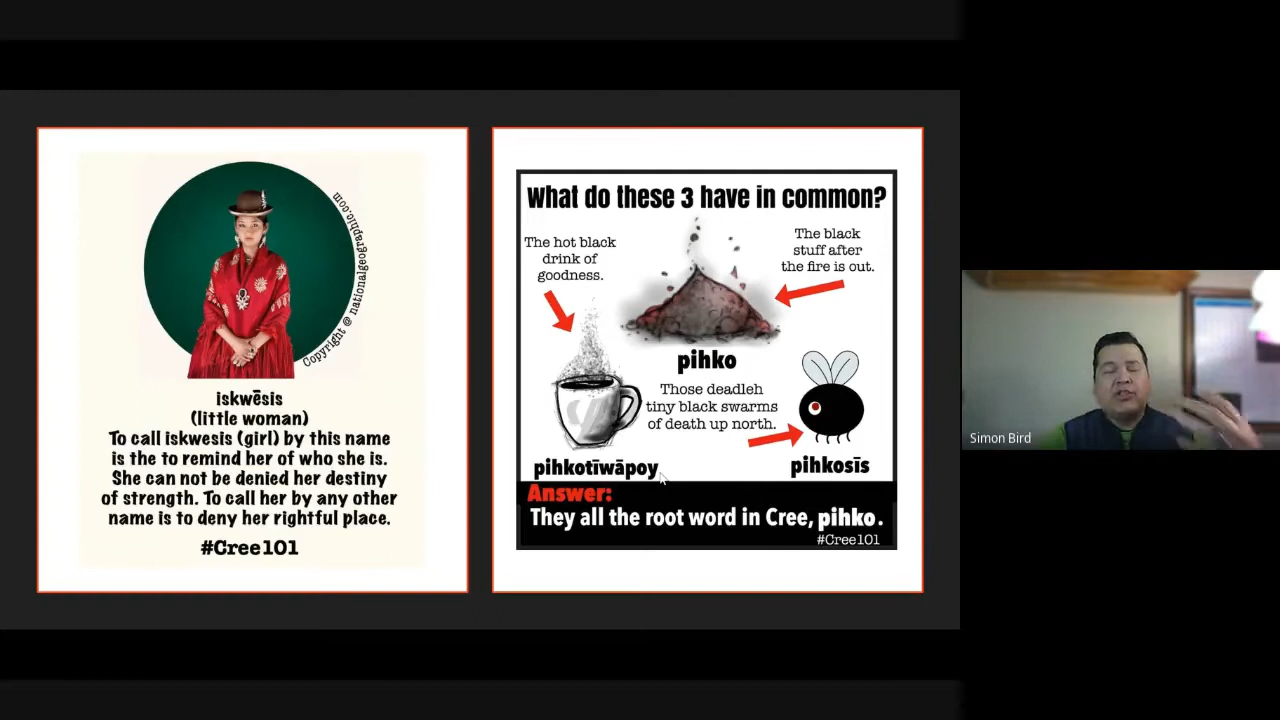 Copyright @ nationalgeographic.com
iskwēsis
(little woman)
To call iskwesis (girl) by this name
is the to remind her of who she is.
She can not be denied her destiny
of strength. To call her by any other
name is to deny her rightful place.
#Cree101
What do these 3 have in common?
The hot black
drink of
goodness.
The black
stuff after
the fire is out.
pihko
Those deadleh
tiny black swarms
of death up north.
pihkotīwāpoy
pihkosīs
Answer:
They all the root word in Cree, pihko.
#Cree101
Simon Bird